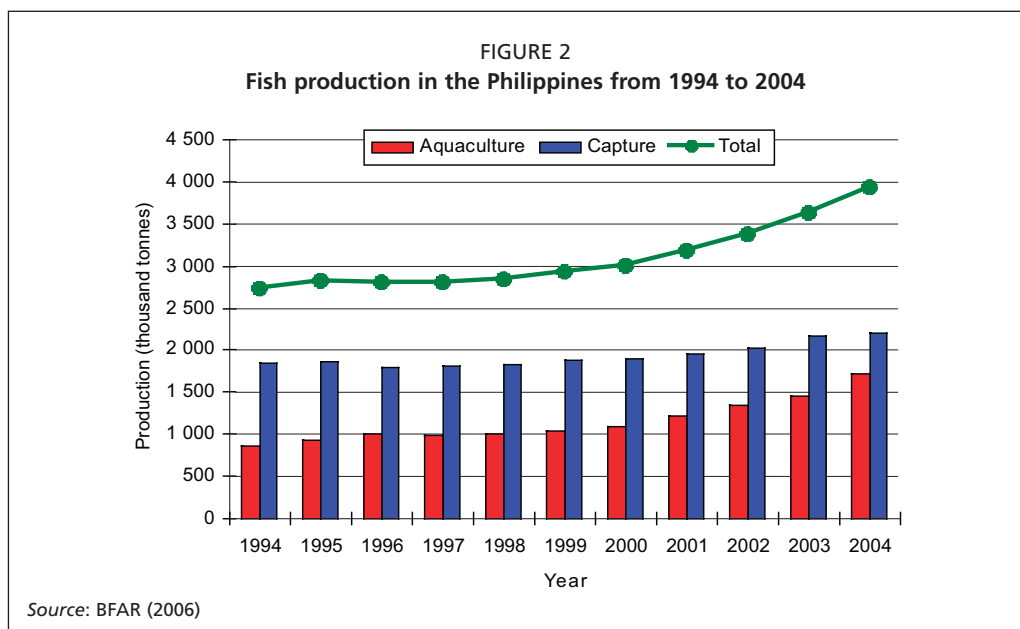 FIGURE 2
Fish production in the Philippines from 1994 to 2004
Aquaculture Capture Total
Production (thousand tonnes)
4 500
4 000
3 500
3 000
2 500
2 000
1 500
1 000
500
0
1994 1995 1996 1997 1998 1999 2000 2001 2002 2003 2004
Year
Source: BFAR (2006)